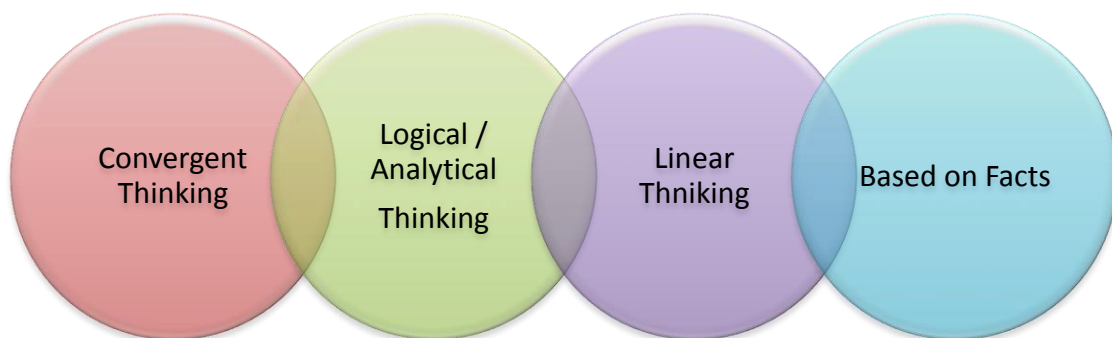 Convergent
Thinking
Logical /
Analytical
Thinking
Linear
Thniking
Based on Facts